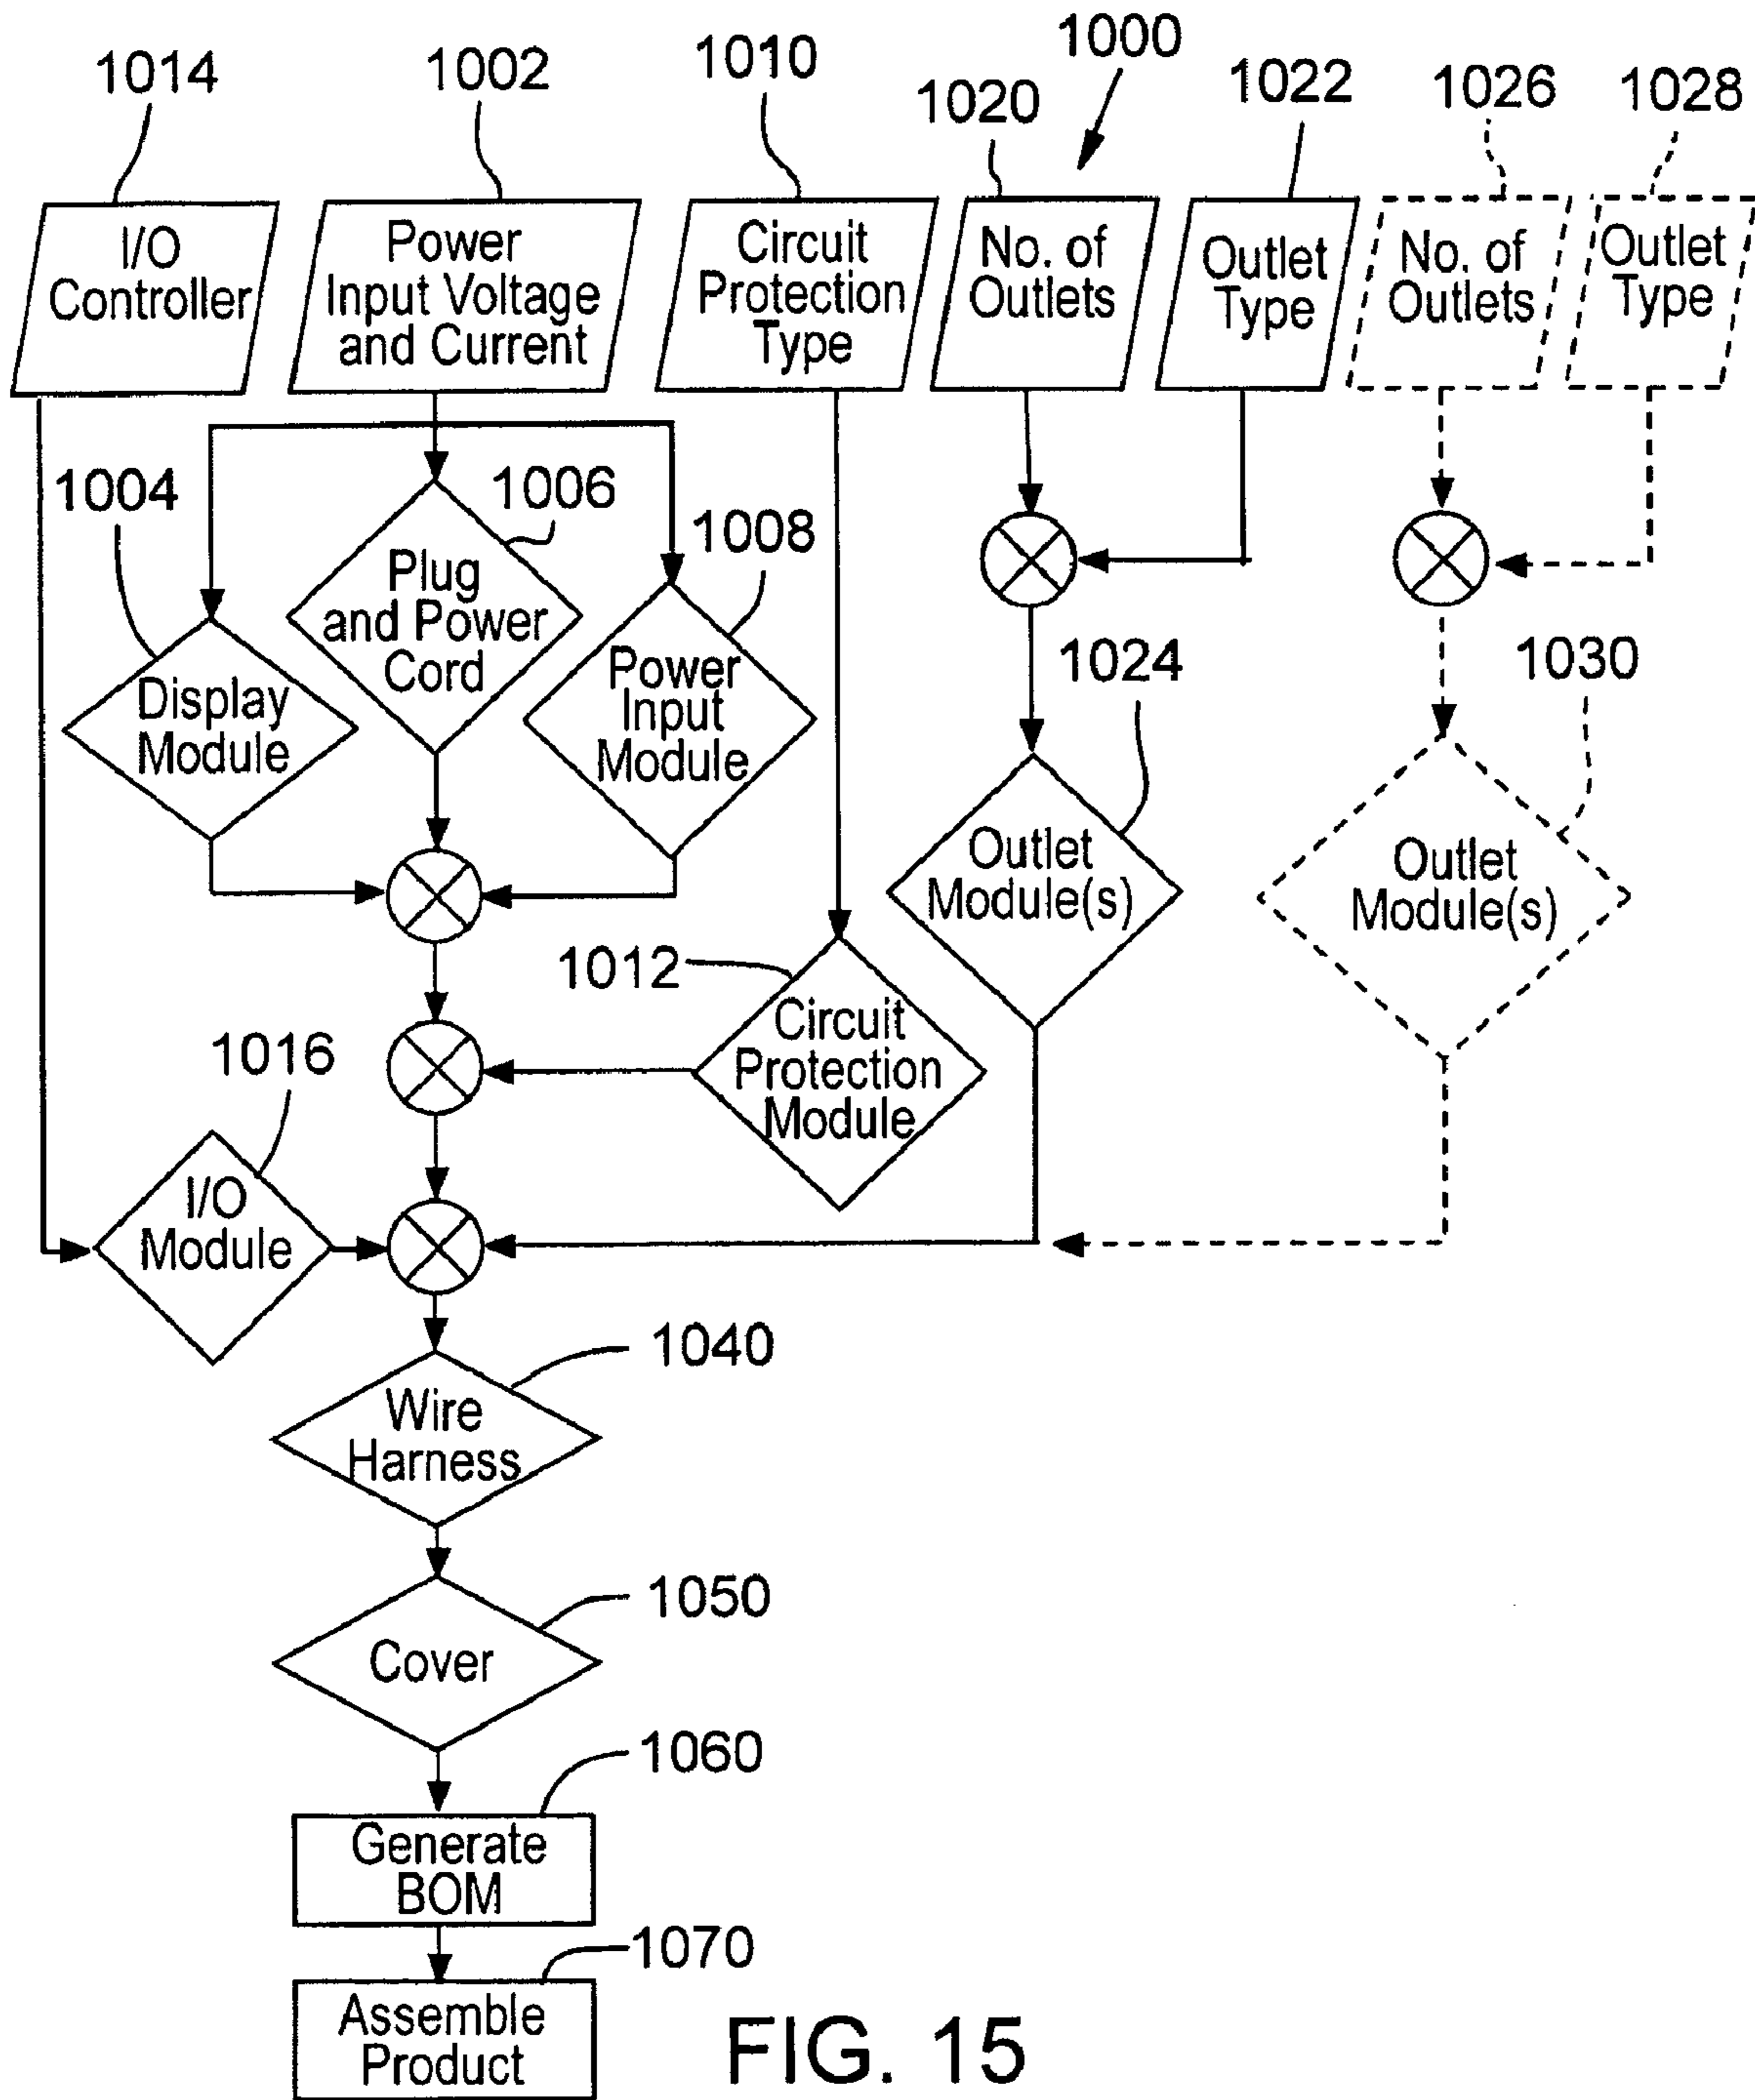 1014
1002
1010
1000
1020
1022
1026
1028
I/O
Controller
Power
Input Voltage
and Current
Circuit
Protection
Type
No. of
Outlets
Outlet
Type
No. of
Outlets
Outlet
Type
1004
1006
1008
Plug
and Power
Cord
Display
Module
Power
Input
Module
1024
1030
Outlet
Module(s)
Outlet
Module(s)
1012
Circuit
Protection
Module
1016
I/O
Module
1040
Wire
Harness
1050
Cover
1060
Generate
BOM
1070
Assemble
Product
FIG. 15